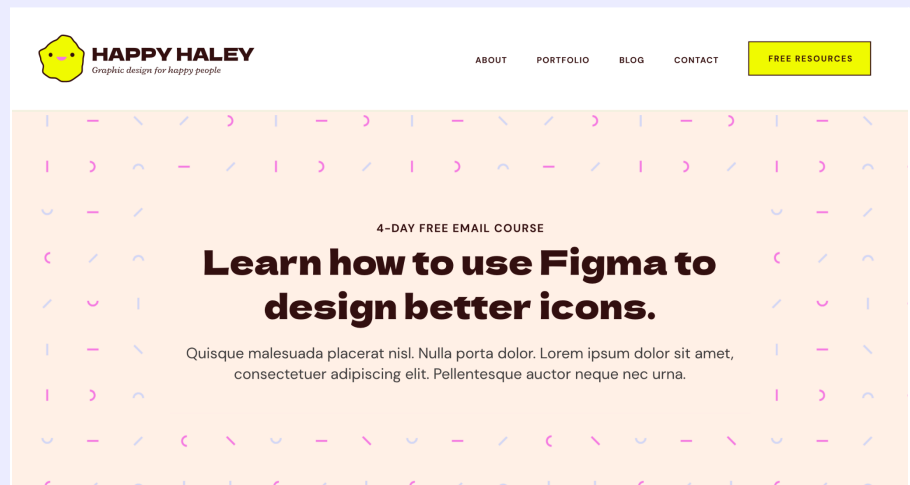 HAPPY HALEY
Graphic design for happy people
ABOUT PORTFOLIO BLOG CONTACT FREE RESOURCES
4-DAY FREE EMAIL COURSE
Learn how to use Figma to
design better icons.
Quisque malesuada placerat nisl. Nulla porta dolor. Lorem ipsum dolor sit amet,
consectetuer adipiscing elit. Pellentesque auctor neque nec urna.